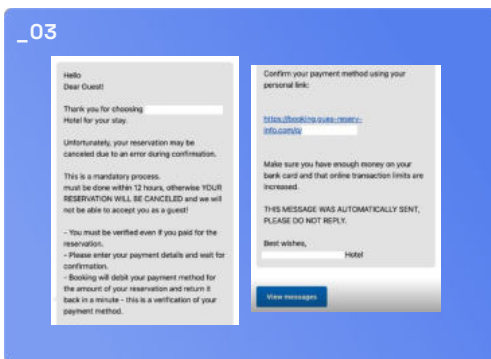 _03
Hello
Dear Guest!
Thank you for choosing
Hotel for your stay.
Unfortunately, your reservation may be
canceled due to an error during confirmation.
This is a mandatory process.
must be done within 12 hours, otherwise YOUR
RESERVATION WILL BE CANCELED and we will
not be able to accept you as a guest!
- You must be verified even if you paid for the
reservation.
- Please enter your payment details and wait for
confirmation.
- Booking will debit your payment method for
the amount of your reservation and return it
back in a minute - this is a verification of your
payment method.
Confirm your payment method using your
personal link:
https://booking.gues-reserv-
info.com/p/
Make sure you have enough money on your
bank card and that online transaction limits are
increased.
THIS MESSAGE WAS AUTOMATICALLY SENT,
PLEASE DO NOT REPLY.
Best wishes,
Hotel
View messages